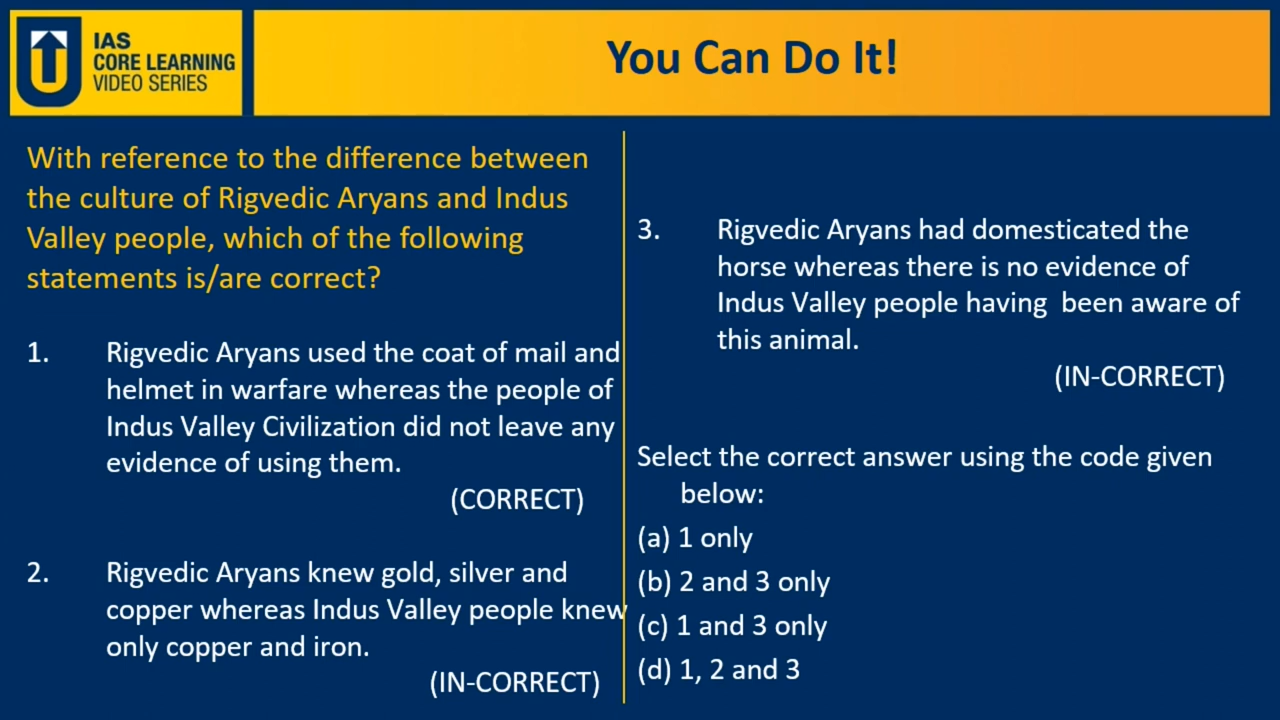 IAS
CORE LEARNING
VIDEO SERIES
You Can Do It!
With reference to the difference between
the culture of Rigvedic Aryans and Indus
Valley people, which of the following
statements is/are correct?
1. Rigvedic Aryans used the coat of mail and
helmet in warfare whereas the people of
Indus Valley Civilization did not leave any
evidence of using them.
(CORRECT)
2. Rigvedic Aryans knew gold, silver and
copper whereas Indus Valley people knew
only copper and iron.
(IN-CORRECT)
3. Rigvedic Aryans had domesticated the
horse whereas there is no evidence of
Indus Valley people having been aware of
this animal.
(IN-CORRECT)
Select the correct answer using the code given
below:
(a) 1 only
(b) 2 and 3 only
(c) 1 and 3 only
(d) 1, 2 and 3